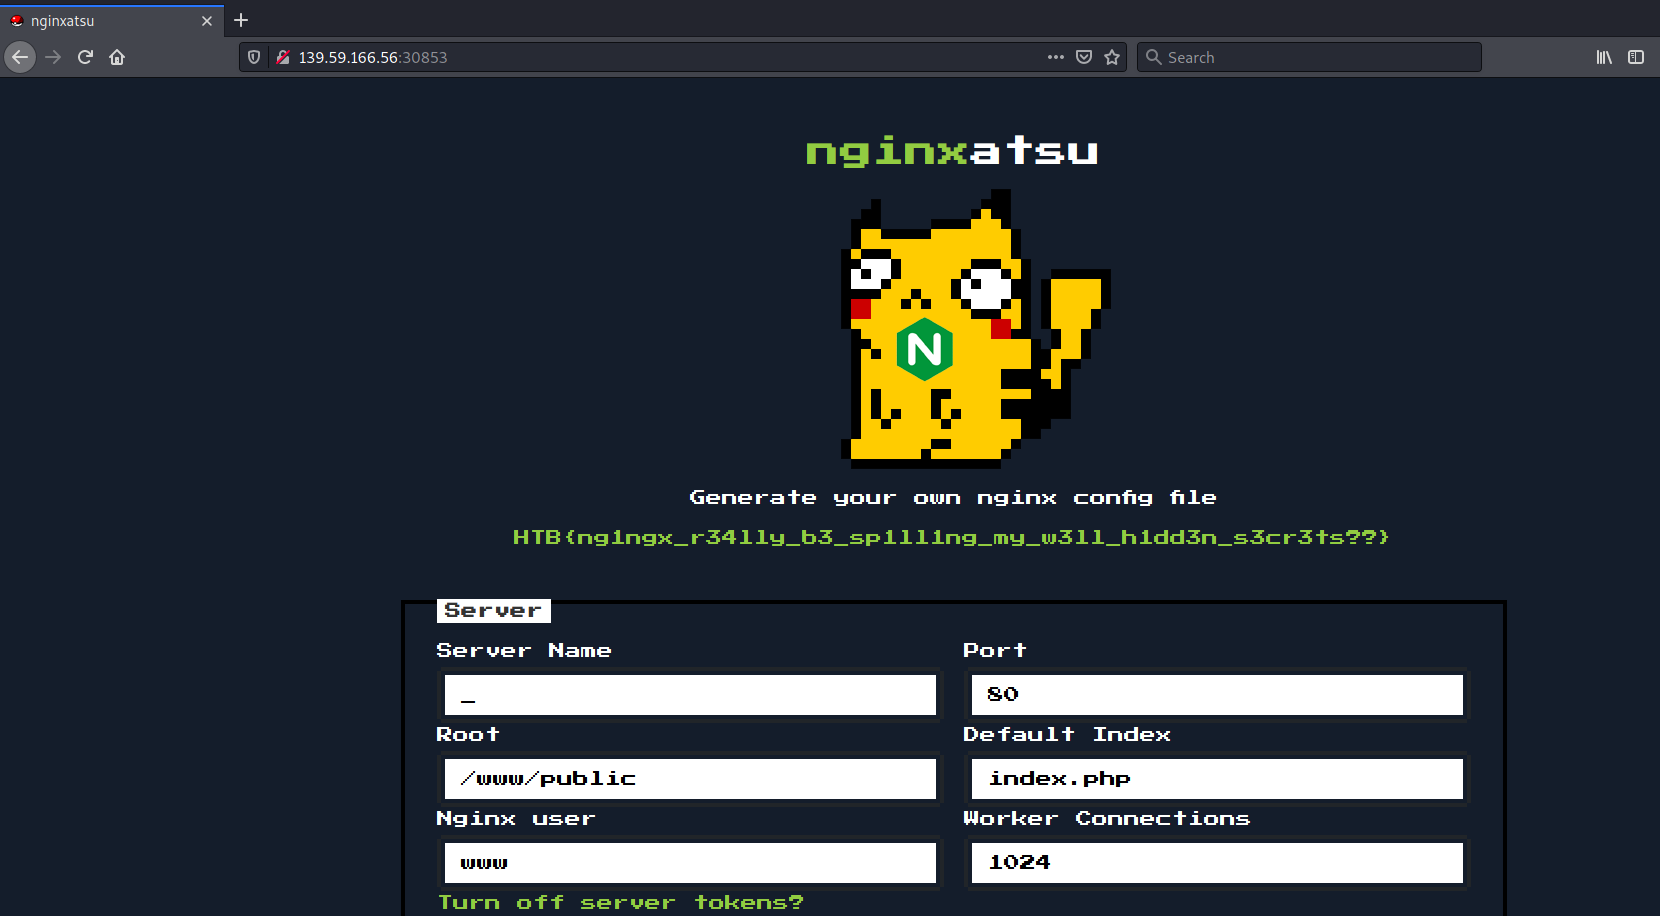 nginxatsu
139.59.166.56:30853
Search
nginxatsu
N
Generate your own nginx config file
HTB{ng1ngx_r34lly_b3_sp1ll1ng_my_w3ll_h1dd3n_s3cr3ts??}
Server
Server Name Port
_ 80
Root Default Index
/www/public index.php
Nginx user Worker Connections
www 1024
Turn off server tokens?